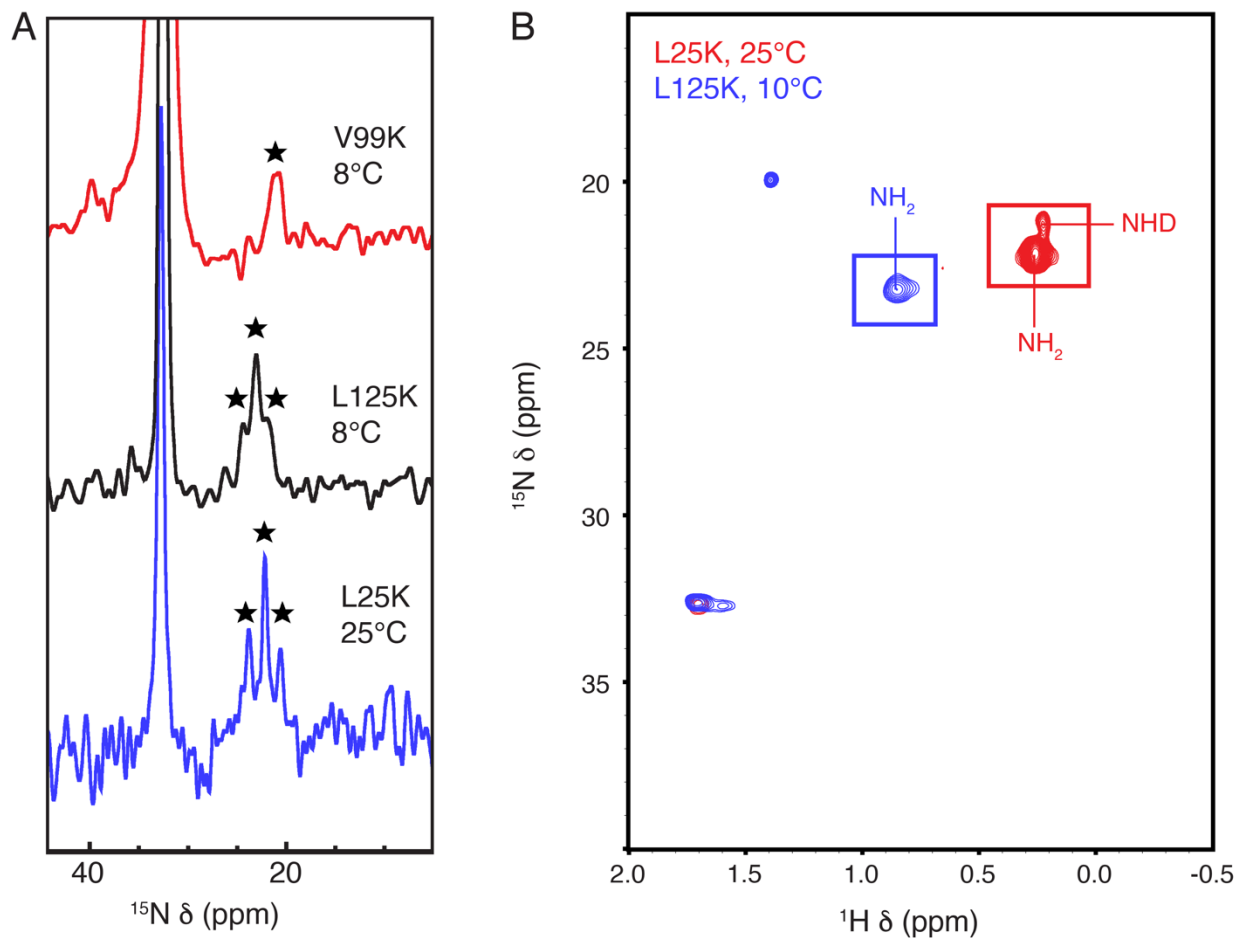 A
V99K
8°C
L125K
8°C
L25K
25°C
40
20
¹⁵N δ (ppm)
B
L25K, 25°C
L125K, 10°C
NH₂
NHD
NH₂
20
25
30
35
¹⁵N δ (ppm)
2.0
1.5
1.0
0.5
0.0
-0.5
¹H δ (ppm)